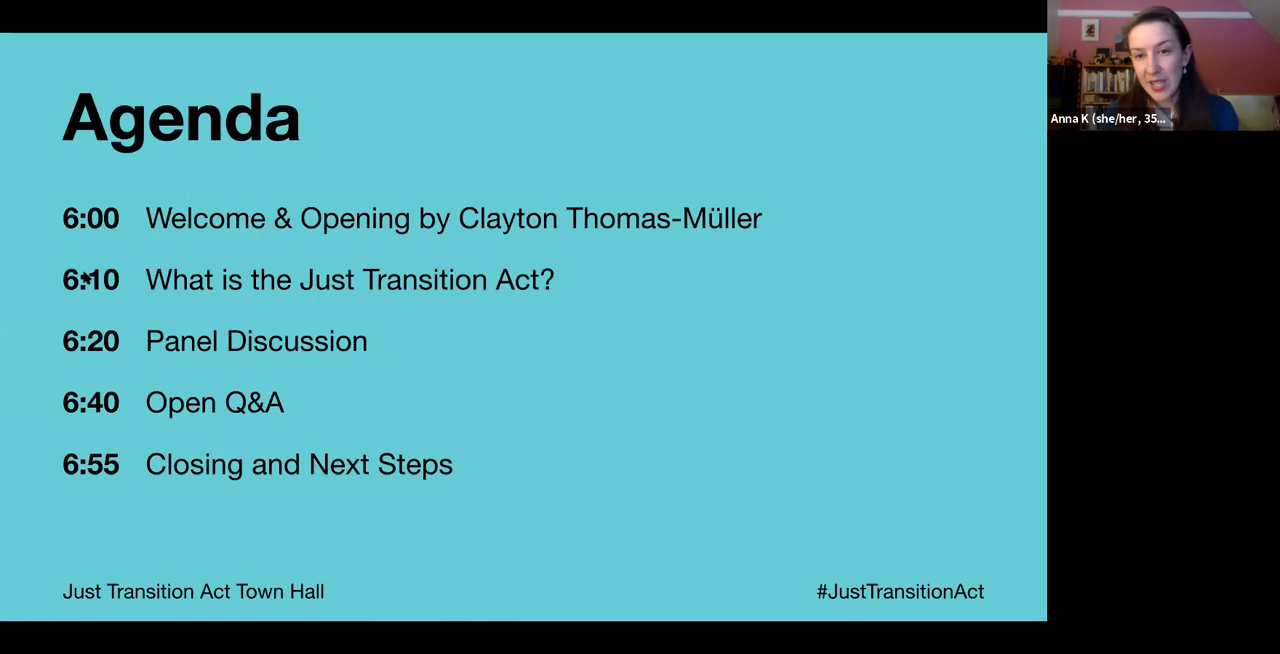 Agenda
6:00 Welcome & Opening by Clayton Thomas-Müller
6:10 What is the Just Transition Act?
6:20 Panel Discussion
6:40 Open Q&A
6:55 Closing and Next Steps
Just Transition Act Town Hall
#JustTransitionAct
Anna K (she/her, 35...